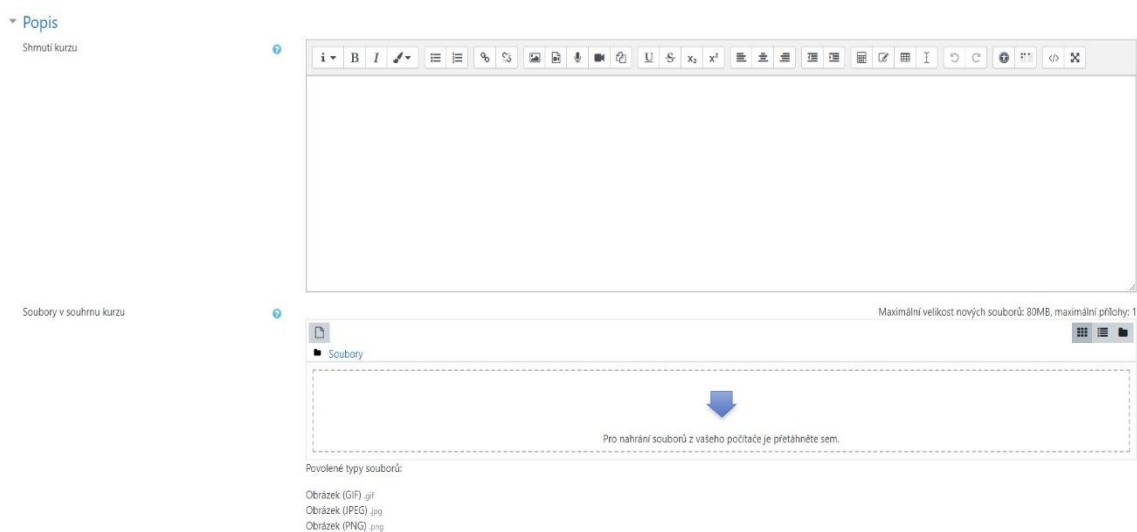 Popis
Shrnutí kurzu
Soubory v souhrnu kurzu
Maximální velikost nových souborů: 80MB, maximální přílohy: 1
Soubory
Pro nahrání souborů z vašeho počítače je přetáhněte sem.
Povolené typy souborů:
Obrázek (GIF) .gif
Obrázek (JPEG) .jpg
Obrázek (PNG) .png